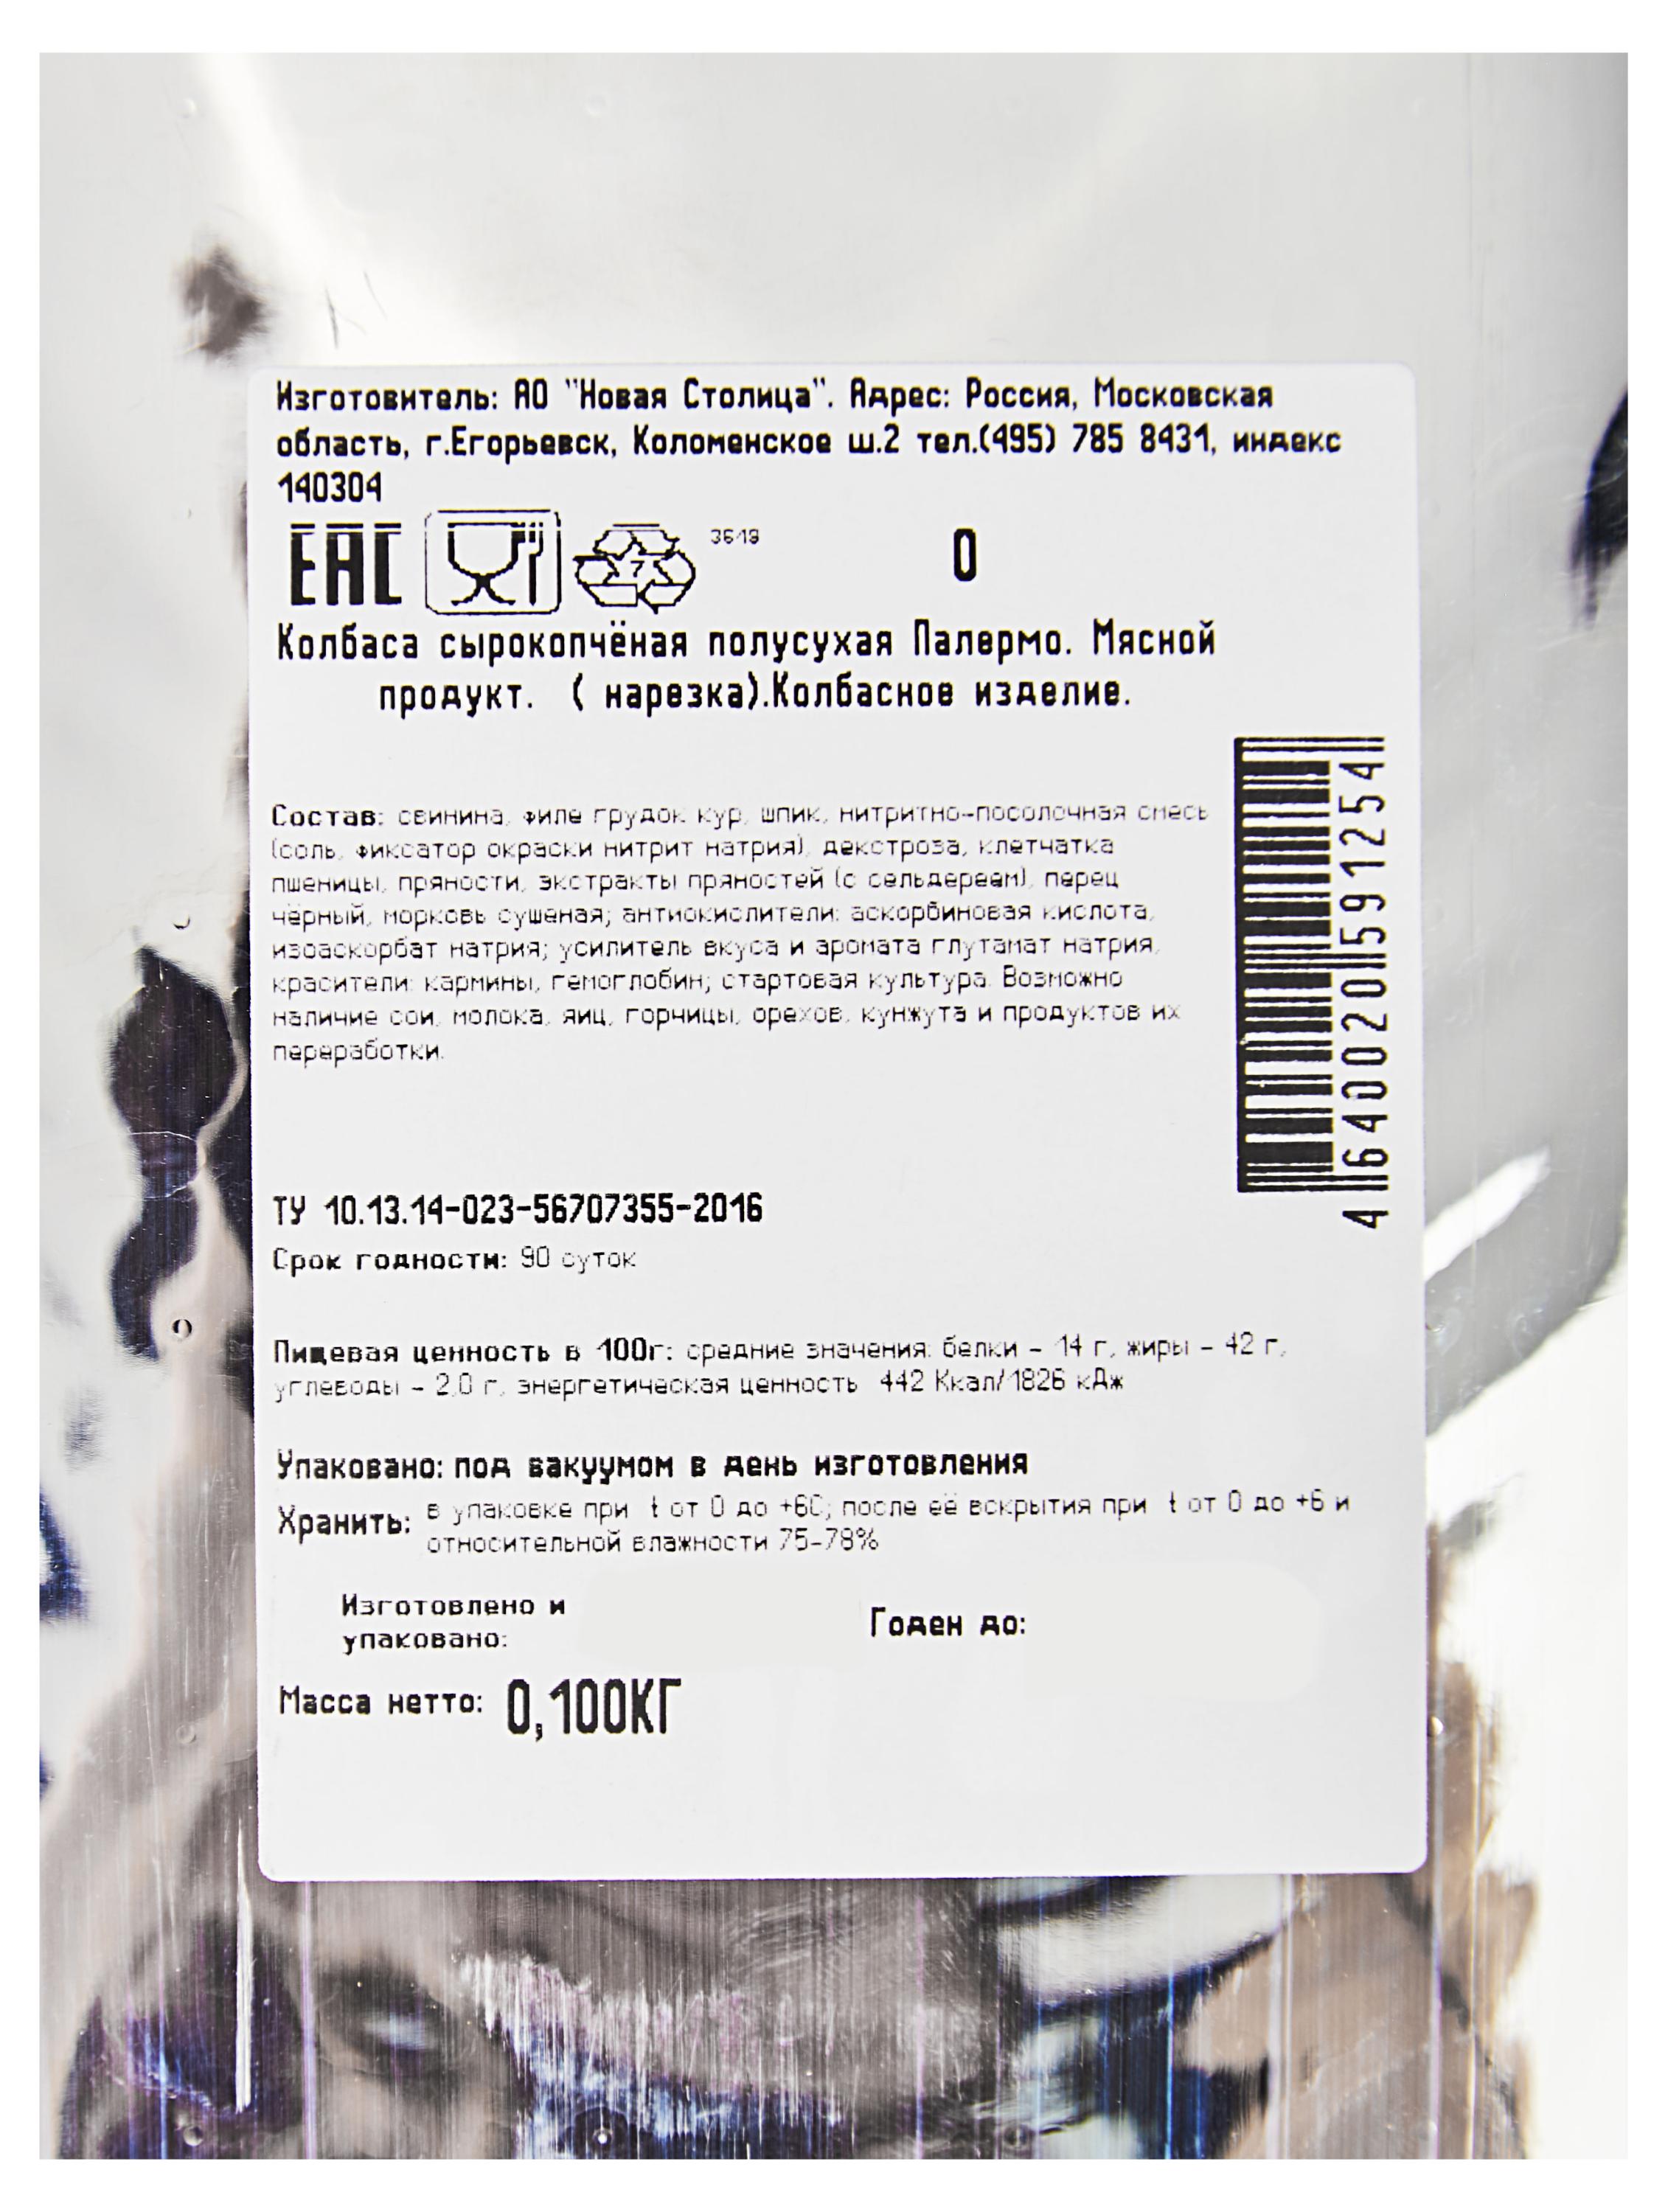 Изготовитель: АО "Новая Столица". Адрес: Россия, Московская
область, г.Егорьевск, Коломенское ш.2 тел.(495) 785 8431, индекс
140304
ЕАС
7
3649
0
Колбаса сырокопчёная полусухая Палермо. Мясной
продукт. ( нарезка).Колбасное изделие.
Состав: свинина, филе грудок кур, шпик, нитритно-посолочная смесь
(соль, фиксатор окраски нитрит натрия), декстроза, клетчатка
пшеницы, пряности, экстракты пряностей (с сельдереем), перец
чёрный, морковь сушеная; антиокислители: аскорбиновая кислота,
изоаскорбат натрия; усилитель вкуса и аромата глутамат натрия,
красители: кармины, гемоглобин; стартовая культура. Возможно
наличие сои, молока, яиц, горчицы, орехов, кунжута и продуктов их
переработки.
4640020591254
ТУ 10.13.14-023-56707355-2016
Срок годности: 90 суток
Пищевая ценность в 100г: средние значения: белки - 14 г, жиры - 42 г,
углеводы - 2,0 г, энергетическая ценность 442 Ккал/1826 кДж
Упаковано: под вакуумом в день изготовления
Хранить: в упаковке при t от 0 до +6С; после её вскрытия при t от 0 до +6 и
относительной влажности 75-78%
Изготовлено и
упаковано:
Годен до:
Масса нетто: 0,100КГ